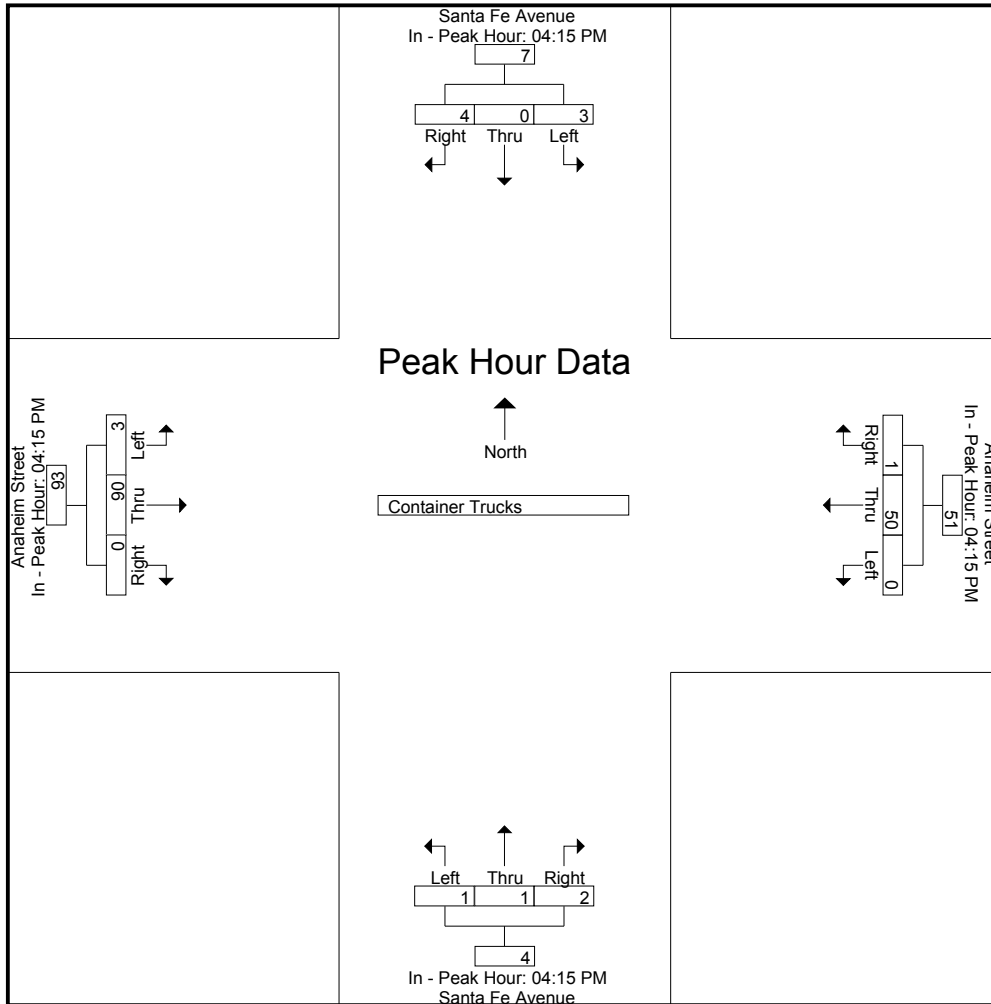 Santa Fe Avenue
In - Peak Hour: 04:15 PM
7
4 0 3
Right Thru Left
Peak Hour Data
North
Container Trucks
Anaheim Street
In - Peak Hour: 04:15 PM
93
3 90 0
Left Thru Right
Anaheim Street
In - Peak Hour: 04:15 PM
51
1 50 0
Right Thru Left
Left Thru Right
1 1 2
4
In - Peak Hour: 04:15 PM
Santa Fe Avenue